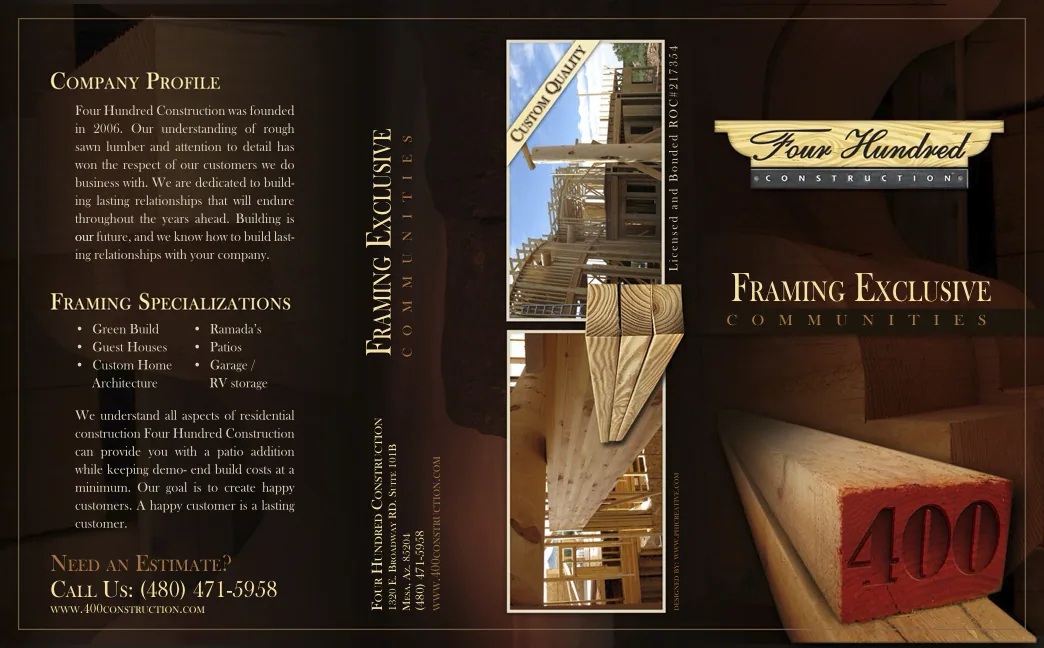 Company Profile
Four Hundred Construction was founded
in 2006. Our understanding of rough
sawn lumber and attention to detail has
won the respect of our customers we do
business with. We are dedicated to build-
ing lasting relationships that will endure
throughout the years ahead. Building is
our future, and we know how to build last-
ing relationships with your company.
Framing Specializations
• Green Build
• Guest Houses
• Custom Home
Architecture
• Ramada's
• Patios
• Garage /
RV storage
We understand all aspects of residential
construction Four Hundred Construction
can provide you with a patio addition
while keeping demo- end build costs at a
minimum. Our goal is to create happy
customers. A happy customer is a lasting
customer.
Need an Estimate?
Call Us: (480) 471-5958
www.400construction.com
Framing Exclusive
COMMUNITIES
Four Hundred Construction
1320 E. Broadway RD. Suite 101B
Mesa, Az. 85204
(480) 471-5958
www.400construction.com
Custom Quality
Licensed and Bonded ROC#217354
Designed by: www.phicreative.com
Four Hundred
CONSTRUCTION
Framing Exclusive
COMMUNITIES
400